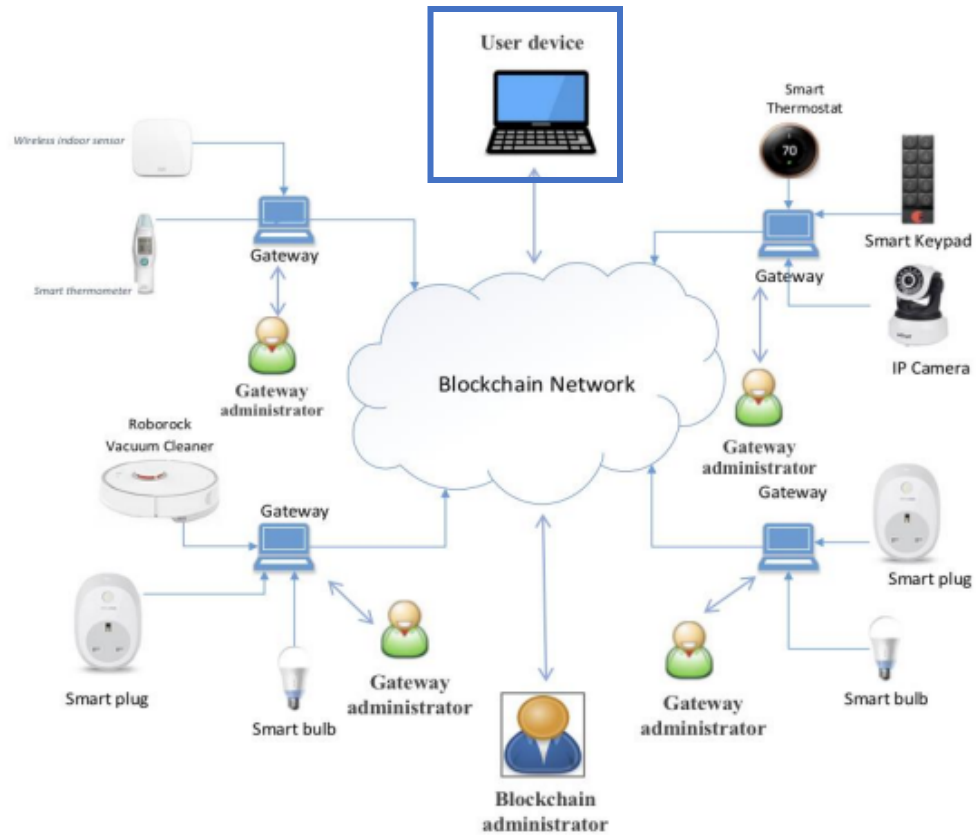 User device
Smart
Thermostat
Wireless indoor sensor
70
Smart Keypad
Gateway
Gateway
Smart thermometer
IP Camera
Blockchain Network
Gateway
administrator
Gateway
administrator
Roborock
Vacuum Cleaner
Gateway
Gateway
Smart plug
Smart plug
Gateway
administrator
Smart bulb
Gateway
administrator
Smart bulb
Blockchain
administrator